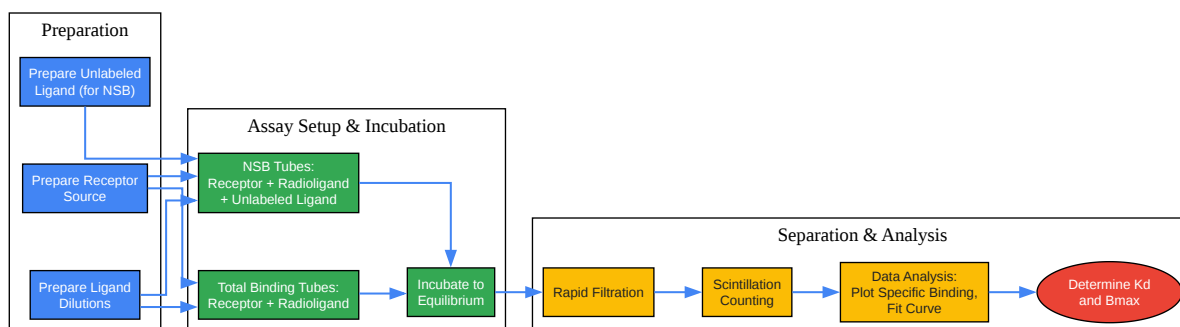 Preparation
Prepare Unlabeled
Ligand (for NSB)
Prepare Receptor
Source
Prepare Ligand
Dilutions
Assay Setup & Incubation
NSB Tubes:
Receptor + Radioligand
+ Unlabeled Ligand
Total Binding Tubes:
Receptor + Radioligand
Incubate to
Equilibrium
Separation & Analysis
Rapid Filtration
Scintillation
Counting
Data Analysis:
Plot Specific Binding,
Fit Curve
Determine Kd
and Bmax